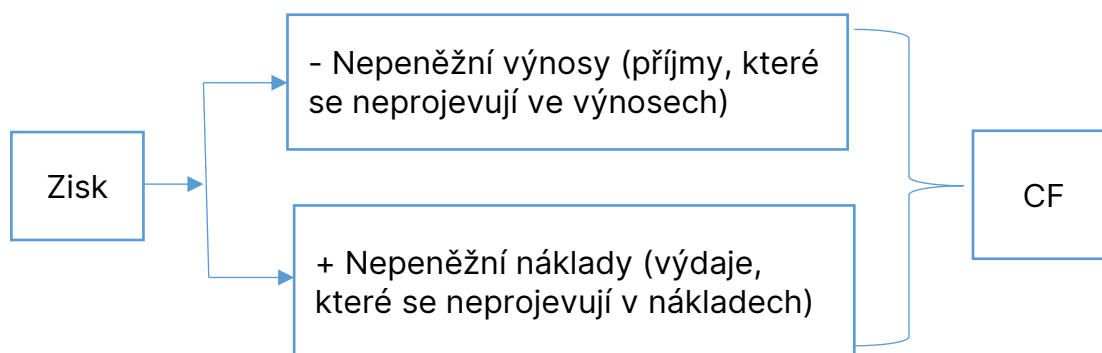 - Nepeněžní výnosy (příjmy, které
se neprojevují ve výnosech)
Zisk
CF
+ Nepeněžní náklady (výdaje,
které se neprojevují v nákladech)